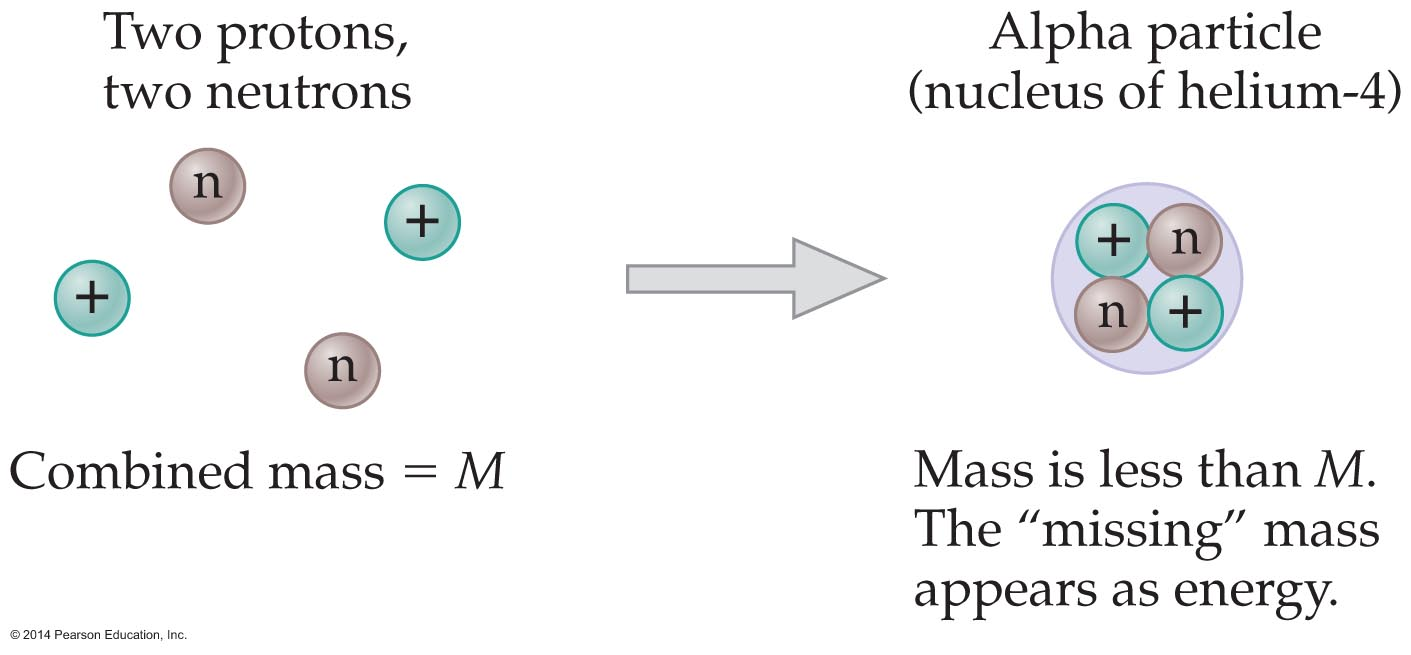 Two protons,
two neutrons
Alpha particle
(nucleus of helium-4)
n
+
+
n
+ n
n +
Combined mass = M
Mass is less than M.
The “missing” mass
appears as energy.
© 2014 Pearson Education, Inc.